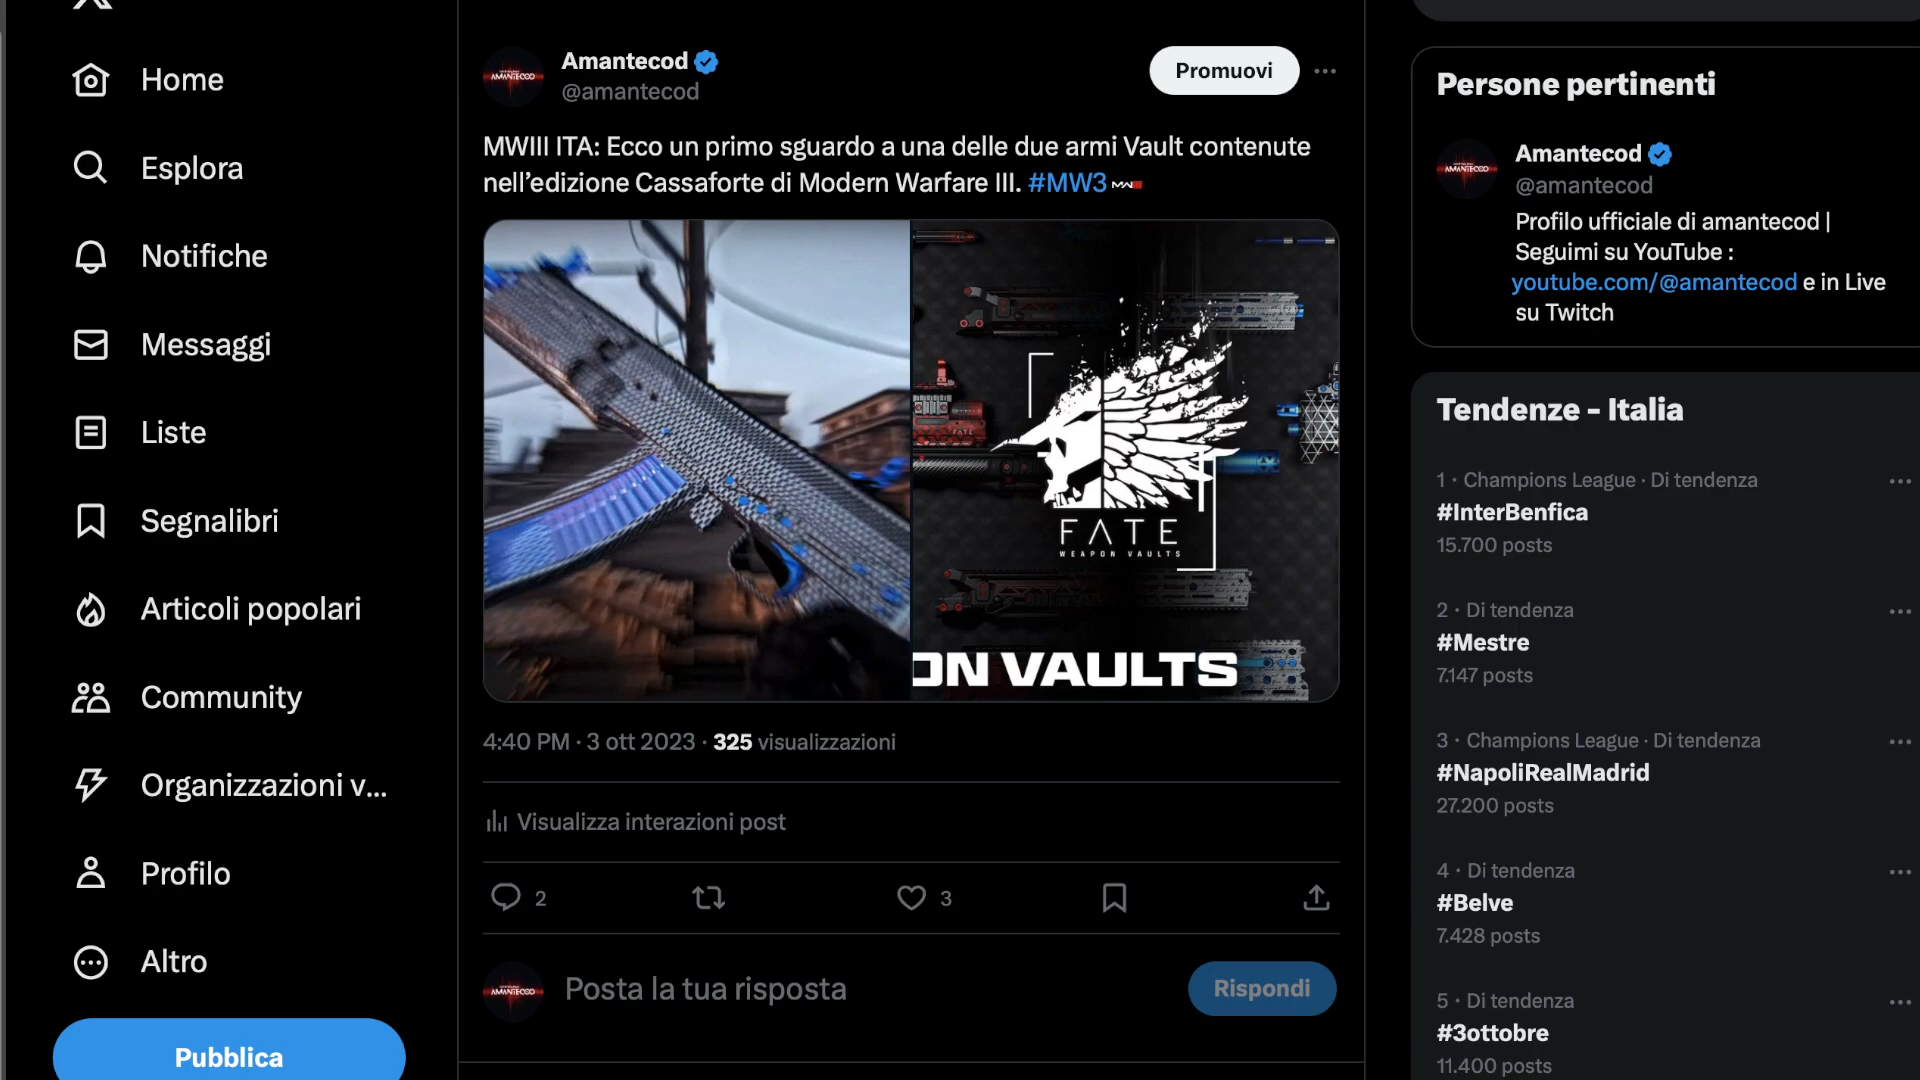 Home
Esplora
Notifiche
Messaggi
Liste
Segnalibri
Articoli popolari
Community
Organizzazioni v...
Profilo
Altro
Pubblica
AMANTECOD
Amantecod
@amantecod
Promuovi
MWIII ITA: Ecco un primo sguardo a una delle due armi Vault contenute
nell’edizione Cassaforte di Modern Warfare III. #MW3
FATE
FATE
WEAPON VAULTS
ON VAULTS
4:40 PM · 3 ott 2023 · 325 visualizzazioni
Visualizza interazioni post
2
3
AMANTECOD
Posta la tua risposta
Rispondi
Persone pertinenti
AMANTECOD
Amantecod
@amantecod
Profilo ufficiale di amantecod |
Seguimi su YouTube :
youtube.com/@amantecod e in Live
su Twitch
Tendenze - Italia
1 · Champions League · Di tendenza
#InterBenfica
15.700 posts
2 · Di tendenza
#Mestre
7.147 posts
3 · Champions League · Di tendenza
#NapoliRealMadrid
27.200 posts
4 · Di tendenza
#Belve
7.428 posts
5 · Di tendenza
#3ottobre
11.400 posts